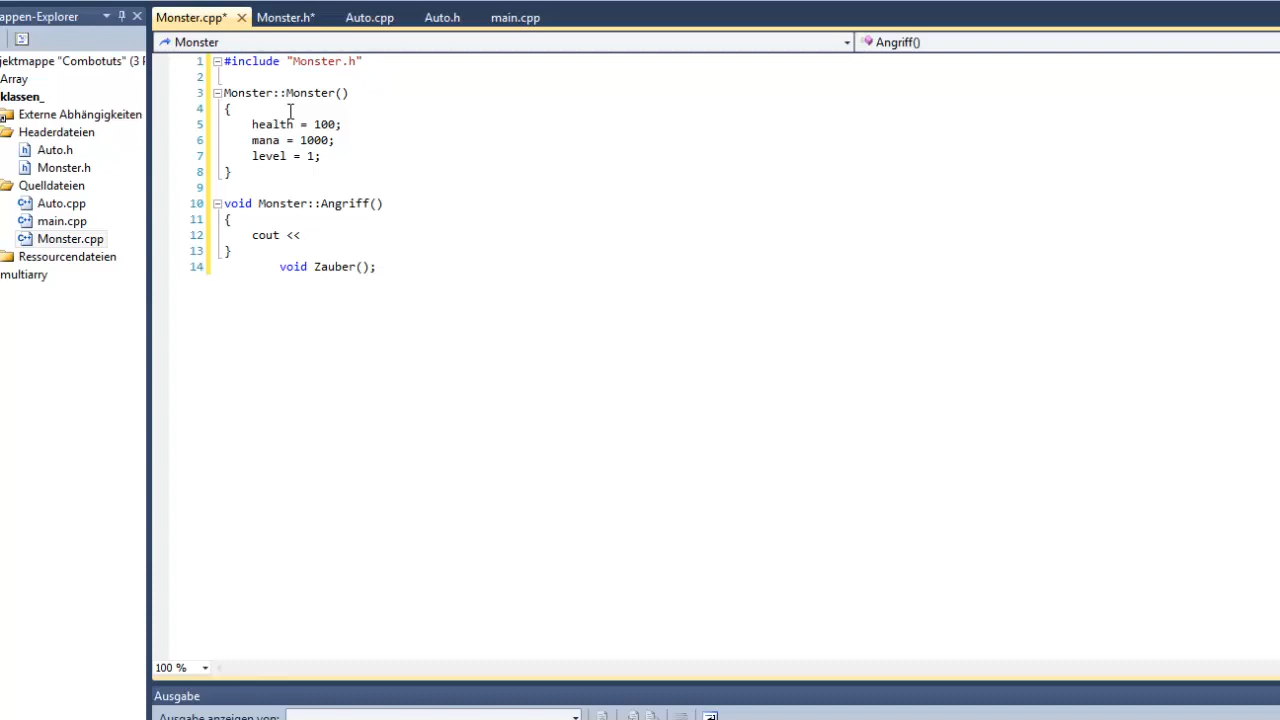 appen-Explorer
jektmappe "Combotuts" (3 F
Array
klassen_
Externe Abhängigkeiten
Headerdateien
Auto.h
Monster.h
Quelldateien
Auto.cpp
main.cpp
Monster.cpp
Ressourcendateien
multiarry
Monster.cpp* Monster.h* Auto.cpp Auto.h main.cpp
Monster Angriff()
1 #include "Monster.h"
2
3 Monster::Monster()
4 {
5 health = 100;
6 mana = 1000;
7 level = 1;
8 }
9
10 void Monster::Angriff()
11 {
12 cout <<
13 }
14 void Zauber();
100 %
Ausgabe
Ausgabe anzeigen von: